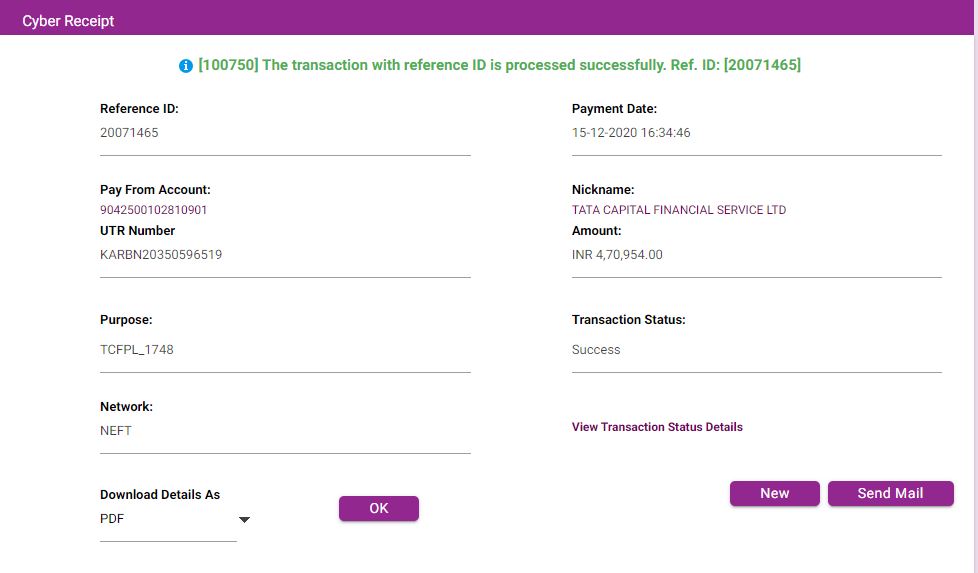 Cyber Receipt
[100750] The transaction with reference ID is processed successfully. Ref. ID: [20071465]
Reference ID:
20071465
Payment Date:
15-12-2020 16:34:46
Pay From Account:
9042500102810901
UTR Number
KARBN20350596519
Nickname:
TATA CAPITAL FINANCIAL SERVICE LTD
Amount:
INR 4,70,954.00
Purpose:
TCFPL_1748
Transaction Status:
Success
Network:
NEFT
View Transaction Status Details
Download Details As
PDF
OK
New
Send Mail